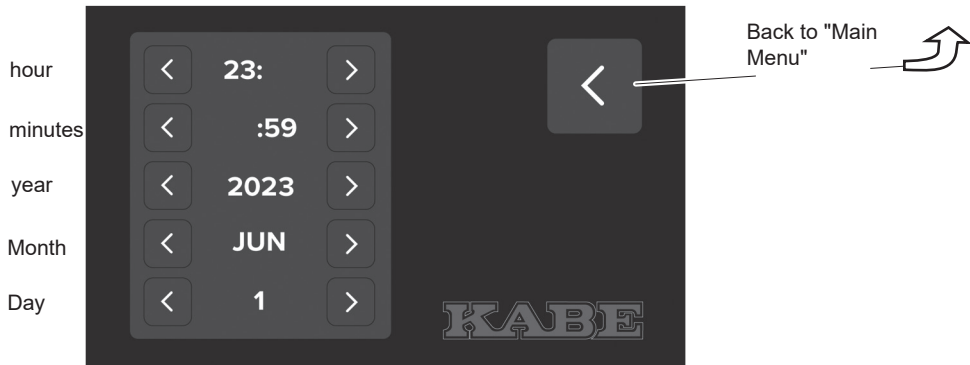 hour
23:
minutes
:59
year
2023
Month
JUN
Day
1
Back to "Main
Menu"
KABE